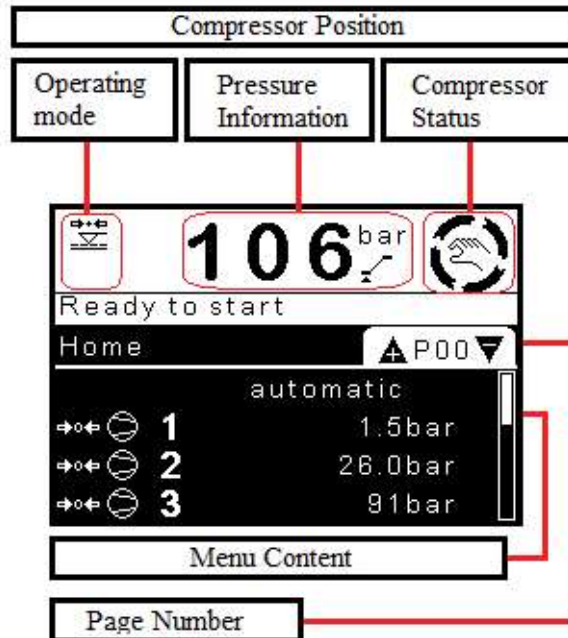 Compressor Position
Operating
mode
Pressure
Information
Compressor
Status
106 bar
Ready to start
Home
P00
automatic
1 1.5bar
2 26.0bar
3 91bar
Menu Content
Page Number